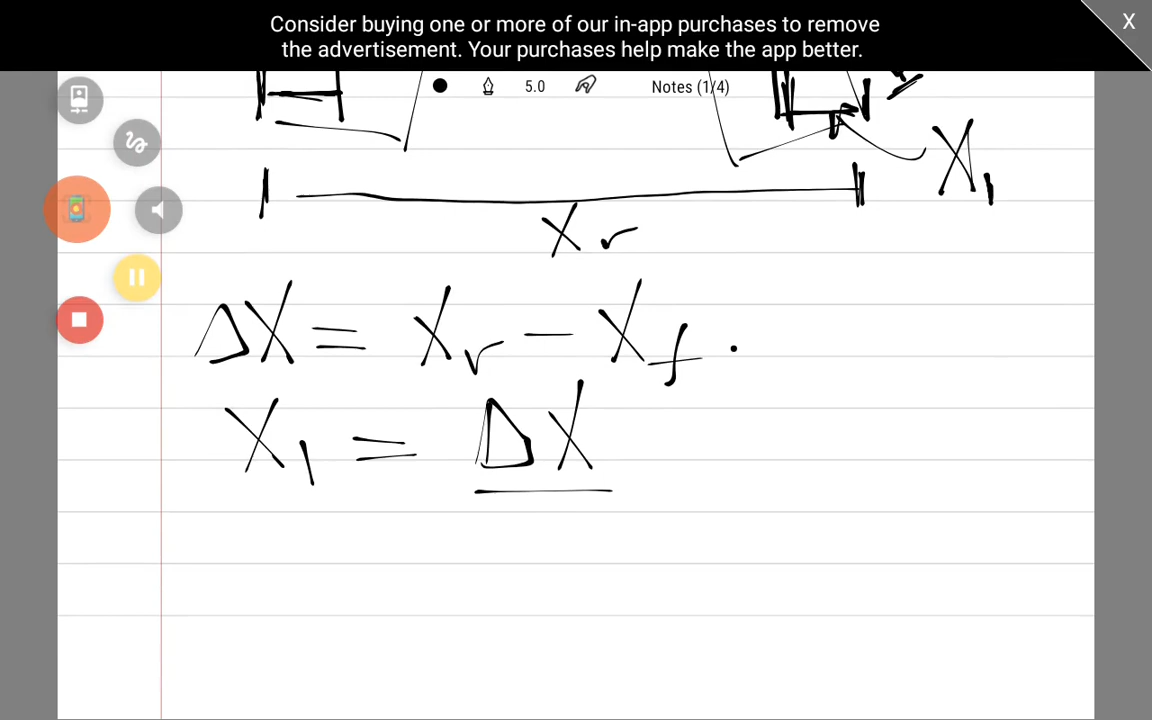 Consider buying one or more of our in-app purchases to remove
the advertisement. Your purchases help make the app better.
X
5.0
Notes (1/4)
X₁
Xr
ΔX = Xr - Xf .
X₁ = ΔX